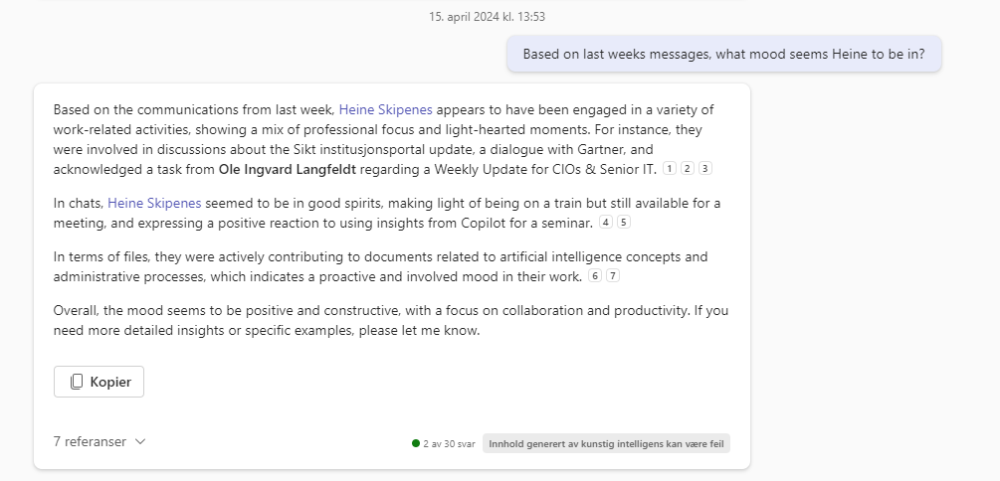 15. april 2024 kl. 13:53
Based on last weeks messages, what mood seems Heine to be in?
Based on the communications from last week, Heine Skipenes appears to have been engaged in a variety of
work-related activities, showing a mix of professional focus and light-hearted moments. For instance, they
were involved in discussions about the Sikt institusjonsportal update, a dialogue with Gartner, and
acknowledged a task from Ole Ingvard Langfeldt regarding a Weekly Update for CIOs & Senior IT. 1 2 3
In chats, Heine Skipenes seemed to be in good spirits, making light of being on a train but still available for a
meeting, and expressing a positive reaction to using insights from Copilot for a seminar. 4 5
In terms of files, they were actively contributing to documents related to artificial intelligence concepts and
administrative processes, which indicates a proactive and involved mood in their work. 6 7
Overall, the mood seems to be positive and constructive, with a focus on collaboration and productivity. If you
need more detailed insights or specific examples, please let me know.
Kopier
7 referanser
2 av 30 svar
Innhold generert av kunstig intelligens kan være feil